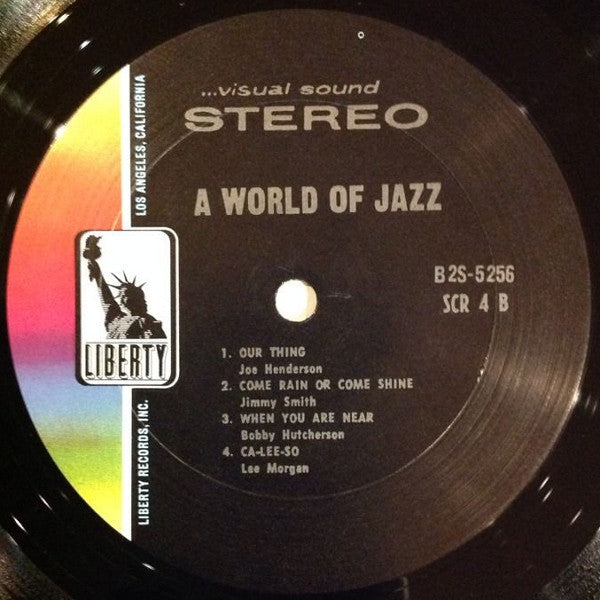 ...visual sound
STEREO
A WORLD OF JAZZ
B2S-5256
SCR 4 B
LOS ANGELES, CALIFORNIA
LIBERTY
LIBERTY RECORDS, INC.
1. OUR THING
Joe Henderson
2. COME RAIN OR COME SHINE
Jimmy Smith
3. WHEN YOU ARE NEAR
Bobby Hutcherson
4. CA-LEE-SO
Lee Morgan